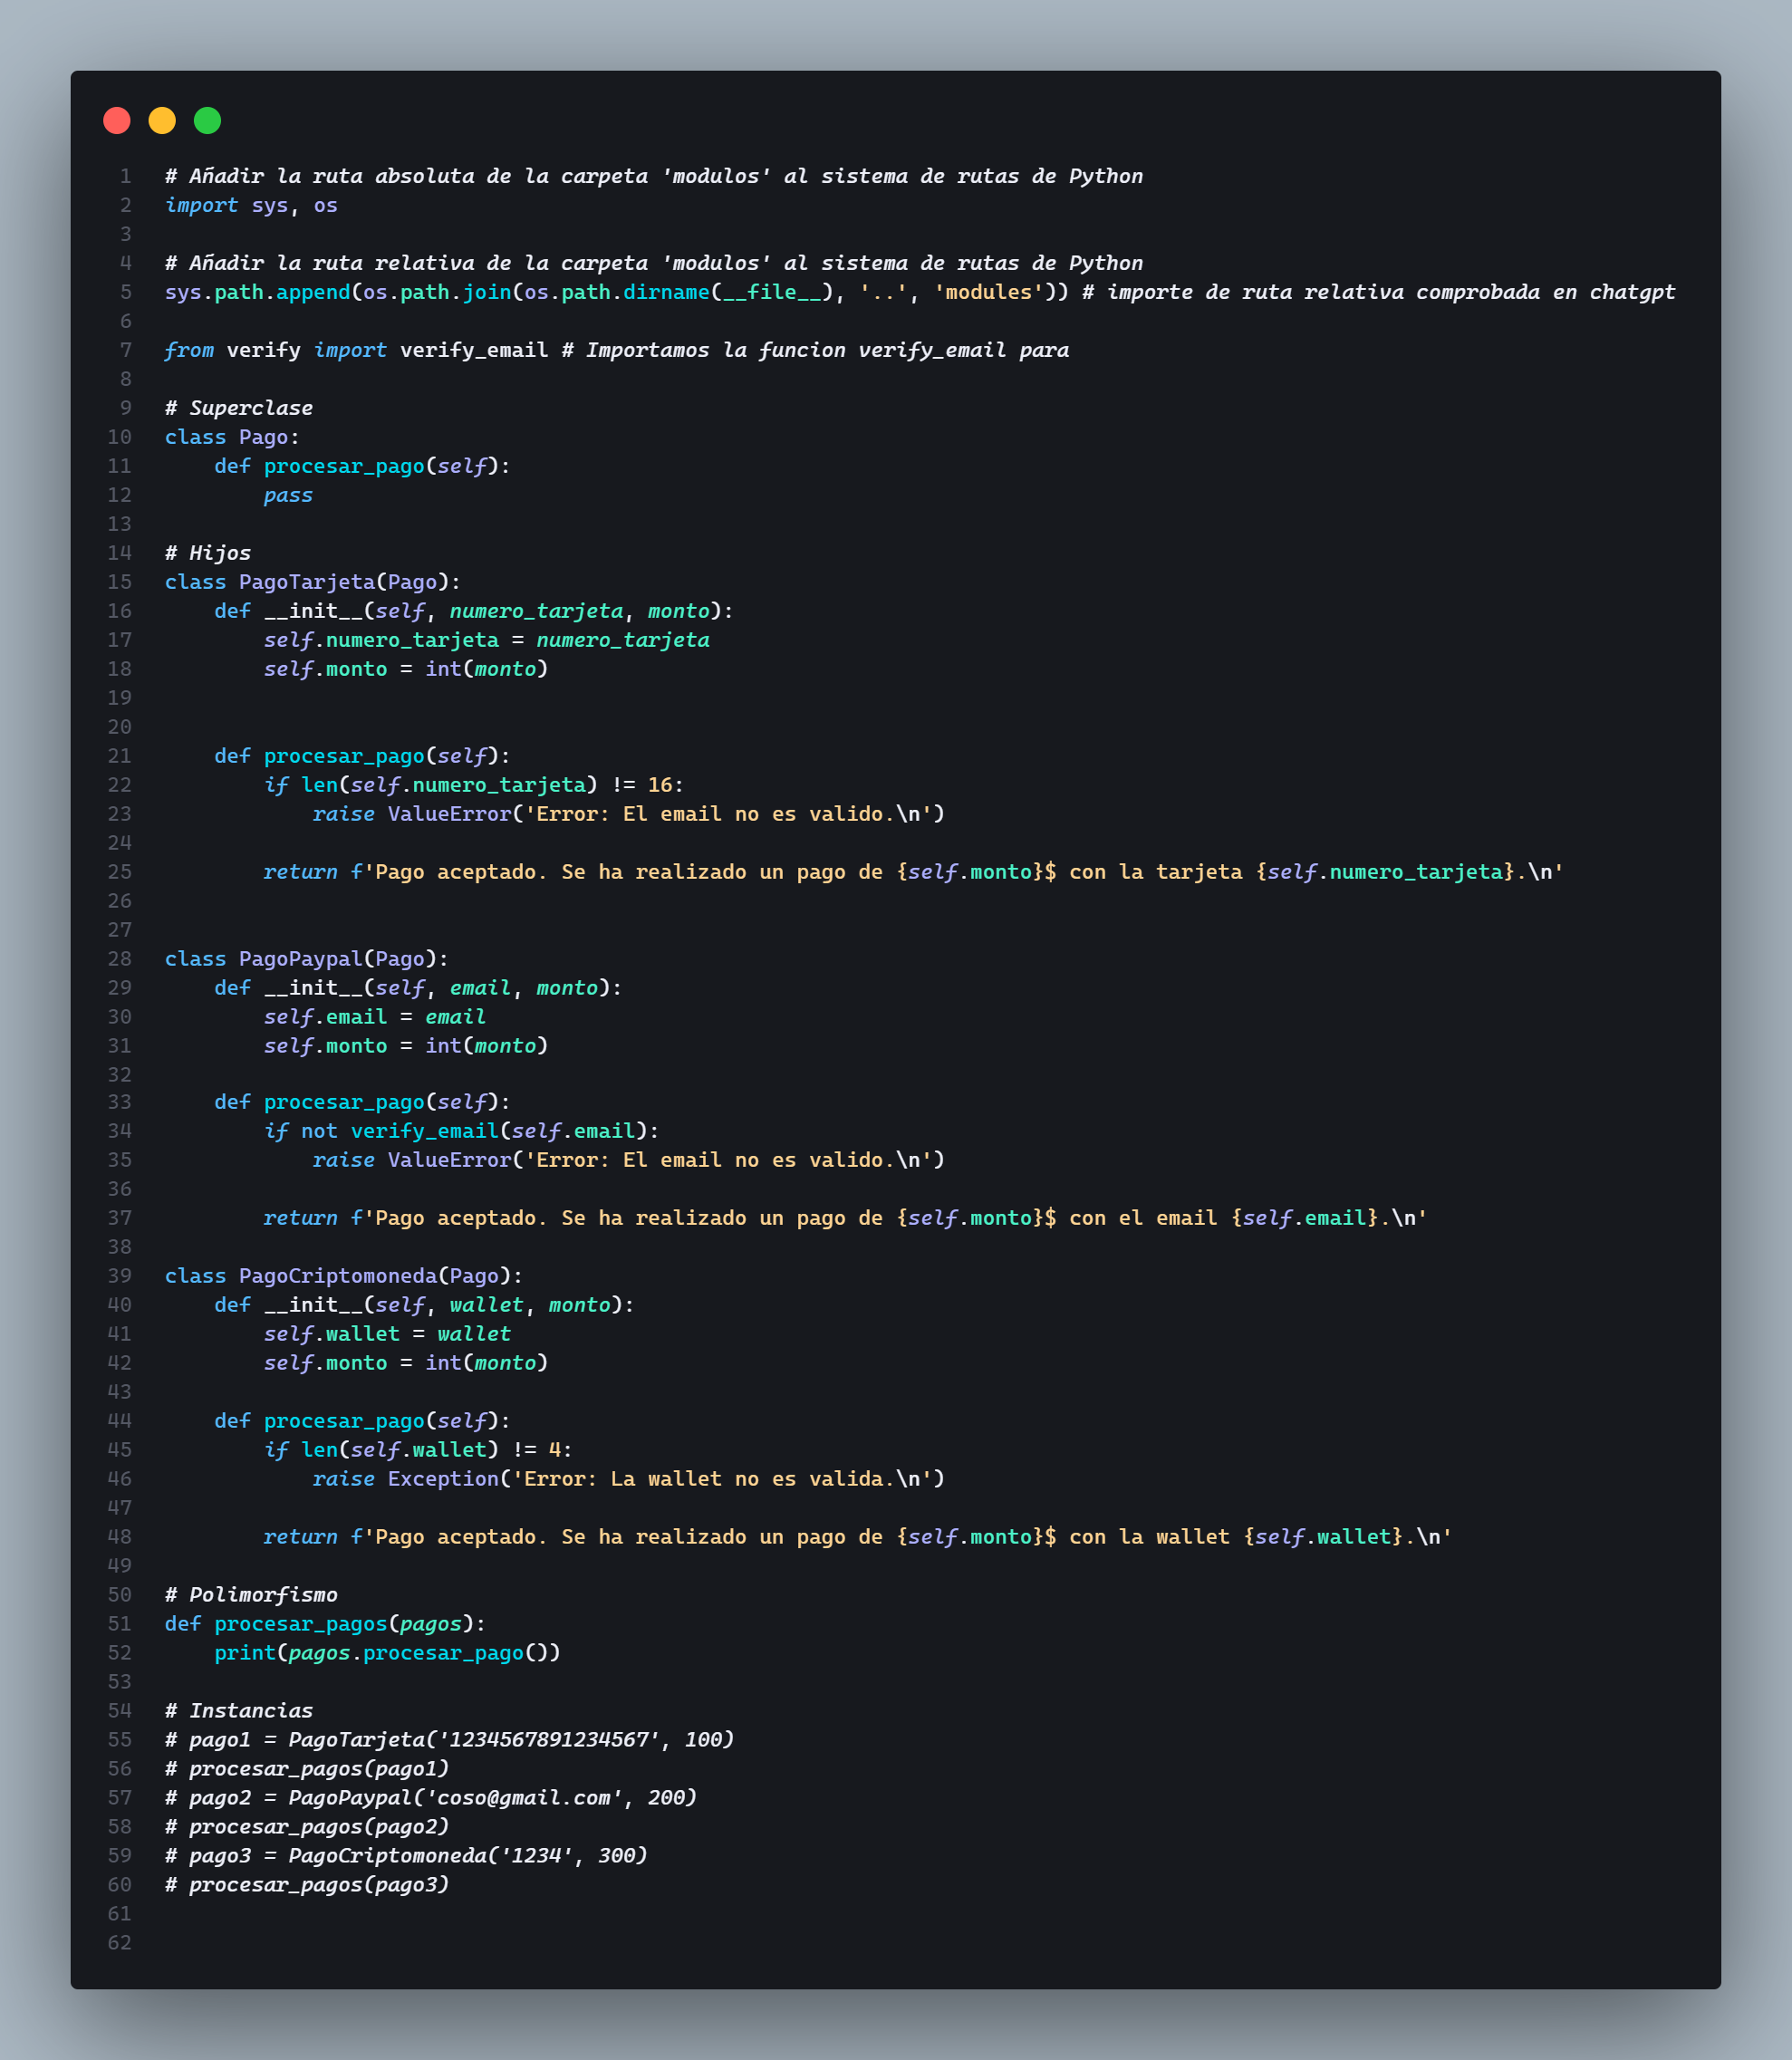 1 # Añadir la ruta absoluta de la carpeta 'modulos' al sistema de rutas de Python
2 import sys, os
3
4 # Añadir la ruta relativa de la carpeta 'modulos' al sistema de rutas de Python
5 sys.path.append(os.path.join(os.path.dirname(__file__), '..', 'modules')) # importe de ruta relativa comprobada en chatgpt
6
7 from verify import verify_email # Importamos la funcion verify_email para
8
9 # Superclase
10 class Pago:
11     def procesar_pago(self):
12         pass
13
14 # Hijos
15 class PagoTarjeta(Pago):
16     def __init__(self, numero_tarjeta, monto):
17         self.numero_tarjeta = numero_tarjeta
18         self.monto = int(monto)
19
20
21     def procesar_pago(self):
22         if len(self.numero_tarjeta) != 16:
23             raise ValueError('Error: El email no es valido.\n')
24
25         return f'Pago aceptado. Se ha realizado un pago de {self.monto}$ con la tarjeta {self.numero_tarjeta}.\n'
26
27
28 class PagoPaypal(Pago):
29     def __init__(self, email, monto):
30         self.email = email
31         self.monto = int(monto)
32
33     def procesar_pago(self):
34         if not verify_email(self.email):
35             raise ValueError('Error: El email no es valido.\n')
36
37         return f'Pago aceptado. Se ha realizado un pago de {self.monto}$ con el email {self.email}.\n'
38
39 class PagoCriptomoneda(Pago):
40     def __init__(self, wallet, monto):
41         self.wallet = wallet
42         self.monto = int(monto)
43
44     def procesar_pago(self):
45         if len(self.wallet) != 4:
46             raise Exception('Error: La wallet no es valida.\n')
47
48         return f'Pago aceptado. Se ha realizado un pago de {self.monto}$ con la wallet {self.wallet}.\n'
49
50 # Polimorfismo
51 def procesar_pagos(pagos):
52     print(pagos.procesar_pago())
53
54 # Instancias
55 # pago1 = PagoTarjeta('1234567891234567', 100)
56 # procesar_pagos(pago1)
57 # pago2 = PagoPaypal('coso@gmail.com', 200)
58 # procesar_pagos(pago2)
59 # pago3 = PagoCriptomoneda('1234', 300)
60 # procesar_pagos(pago3)
61
62